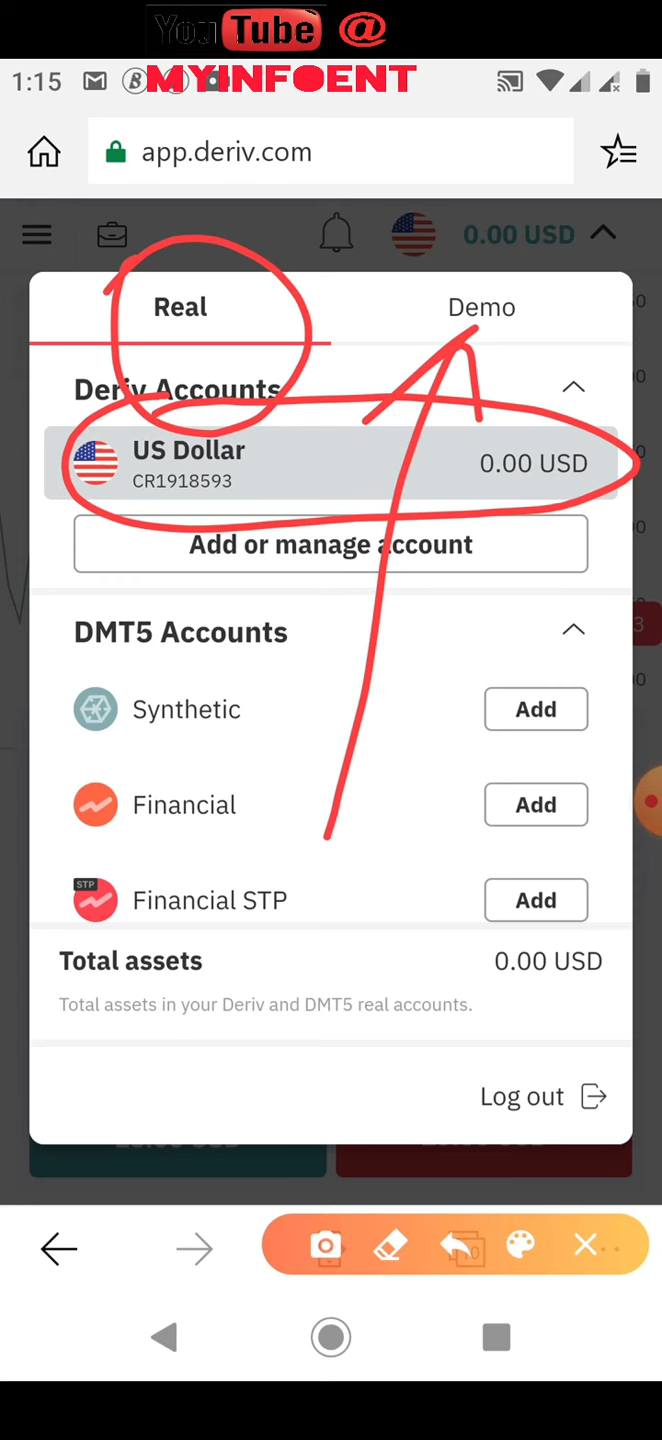 YouTube @
1:15 MYINFOENT
app.deriv.com
0.00 USD
Real Demo
Deriv Accounts
US Dollar
CR1918593
0.00 USD
Add or manage account
DMT5 Accounts
Synthetic Add
Financial Add
STP
Financial STP Add
Total assets 0.00 USD
Total assets in your Deriv and DMT5 real accounts.
Log out